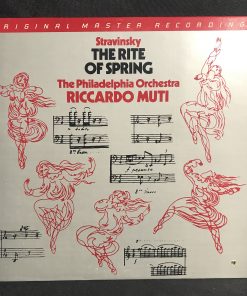 ORIGINAL MASTER RECORDING
Stravinsky
THE RITE
OF SPRING
The Philadelphia Orchestra
RICCARDO MUTI